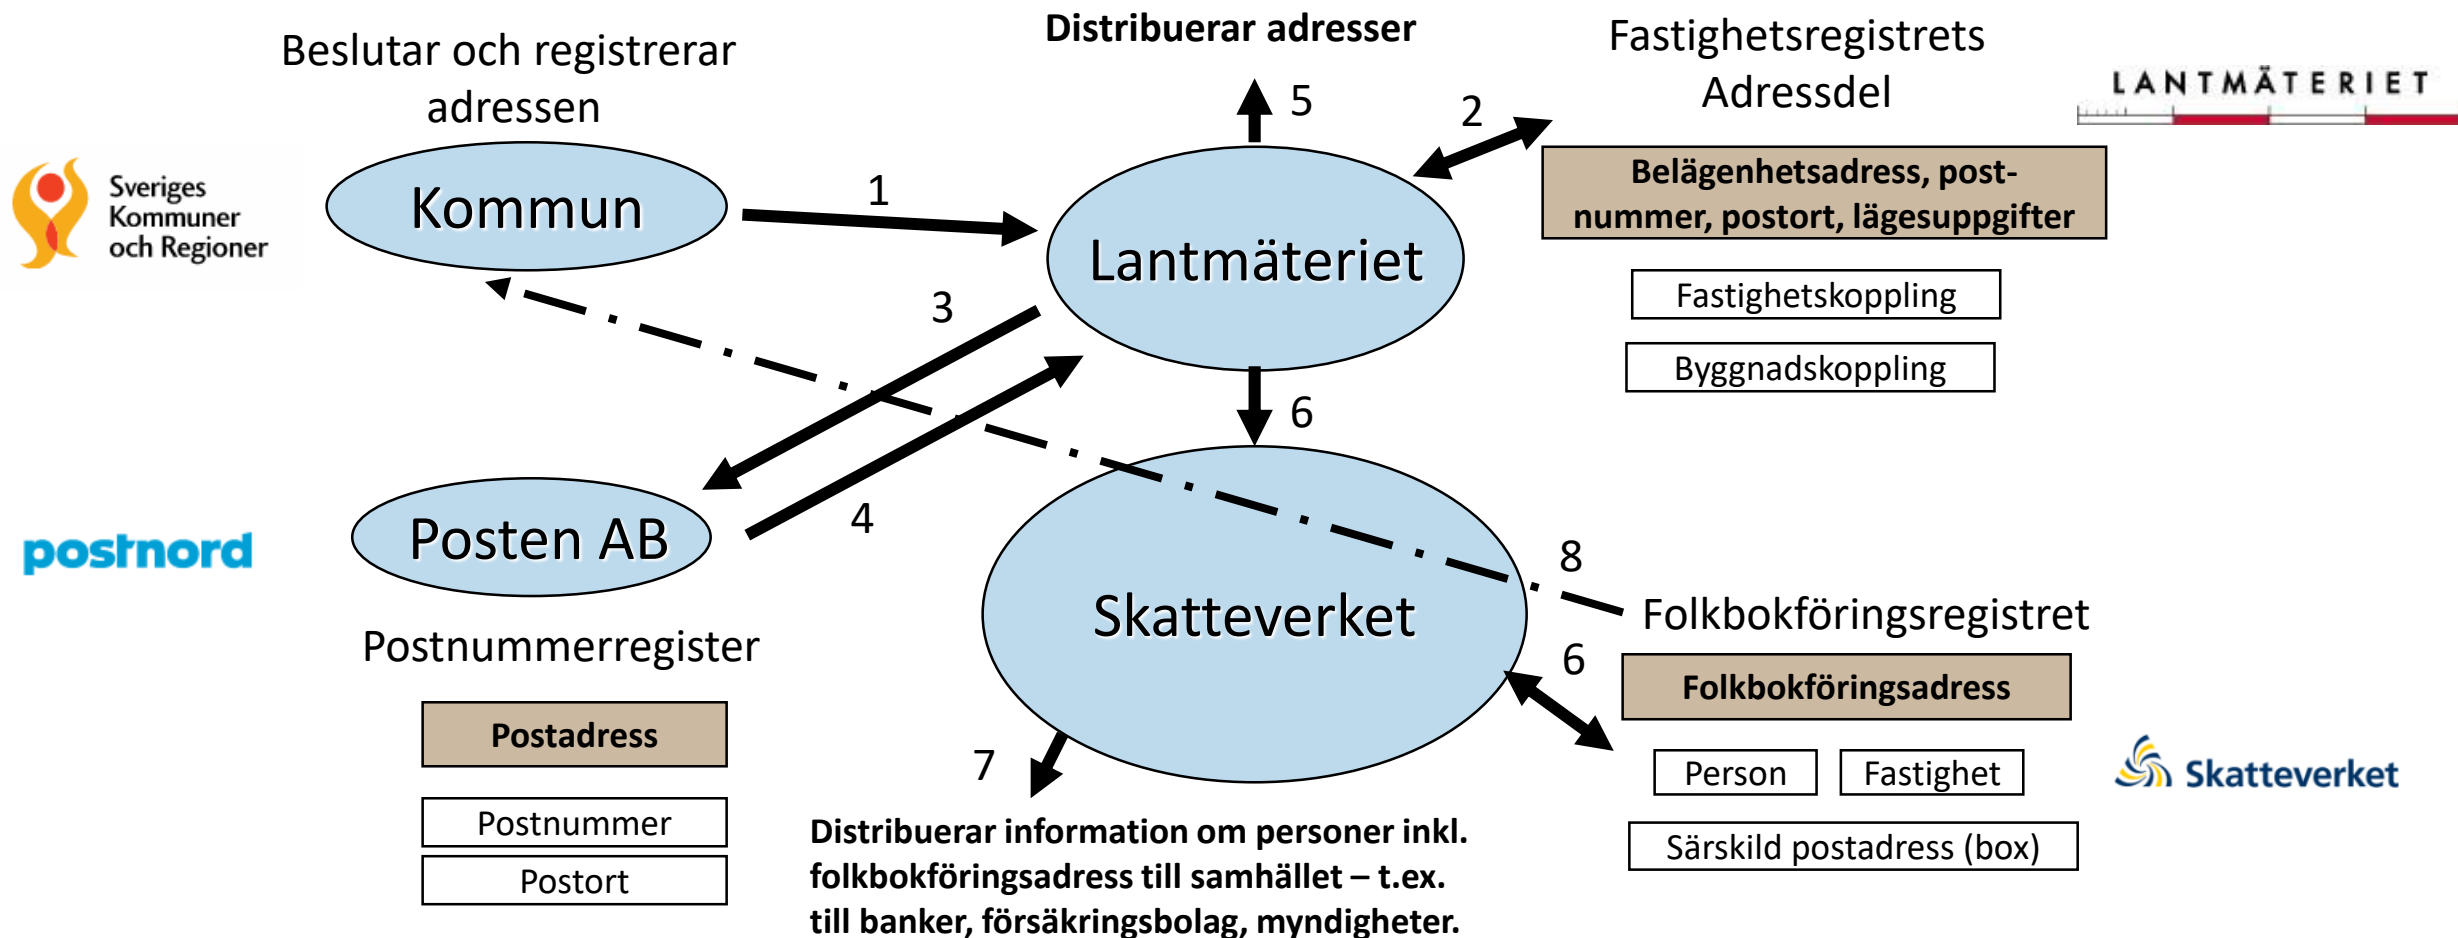 Distribuerar adresser
Beslutar och registrerar
adressen
Fastighetsregistrets
Adressdel
LANTMÄTERIET
5
2
Sveriges
Kommuner
och Regioner
Kommun
1
Lantmäteriet
Belägenhetsadress, post-
nummer, postort, lägesuppgifter
Fastighetskoppling
Byggnadskoppling
3
6
4
postnord
Posten AB
Skatteverket
8
Folkbokföringsregistret
6
Folkbokföringsadress
Person
Fastighet
Särskild postadress (box)
Skatteverket
Postnummerregister
Postadress
Postnummer
Postort
7
Distribuerar information om personer inkl.
folkbokföringsadress till samhället – t.ex.
till banker, försäkringsbolag, myndigheter.